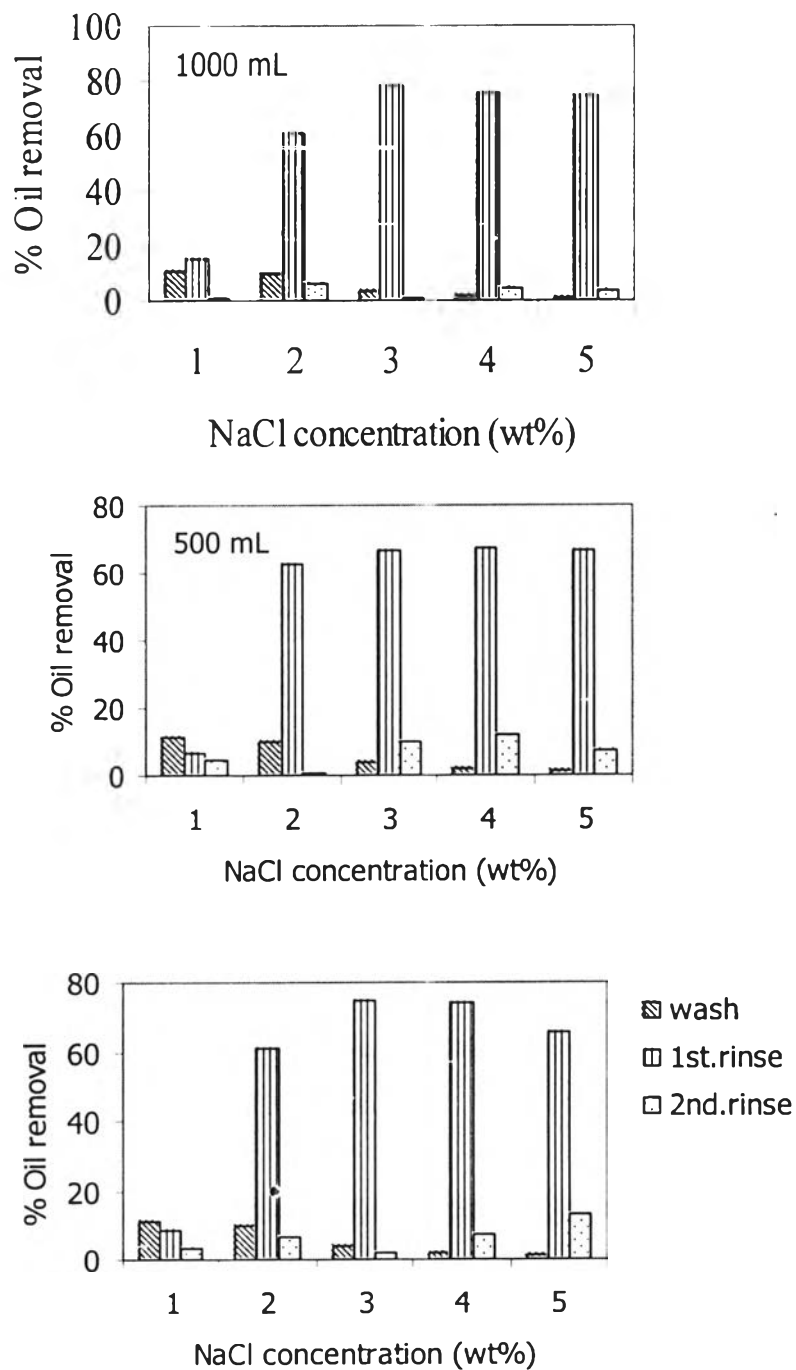 100
80
60
40
20
0
% Oil removal
1000 mL
1 2 3 4 5
NaCl concentration (wt%)
80
60
40
20
0
% Oil removal
500 mL
1 2 3 4 5
NaCl concentration (wt%)
80
60
40
20
0
% Oil removal
1 2 3 4 5
NaCl concentration (wt%)
wash
1st.rinse
2nd.rinse